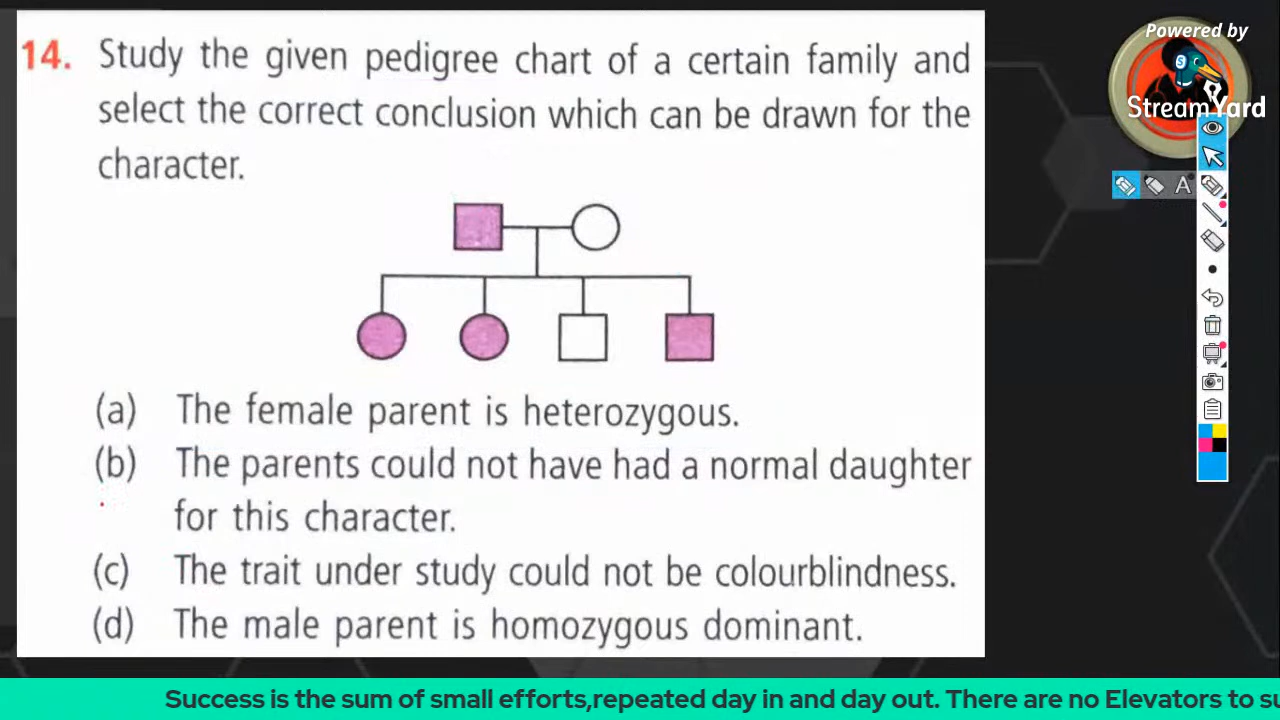 Powered by
StreamYard
14. Study the given pedigree chart of a certain family and
select the correct conclusion which can be drawn for the
character.
(a) The female parent is heterozygous.
(b) The parents could not have had a normal daughter
for this character.
(c) The trait under study could not be colourblindness.
(d) The male parent is homozygous dominant.
A
Success is the sum of small efforts,repeated day in and day out. There are no Elevators to